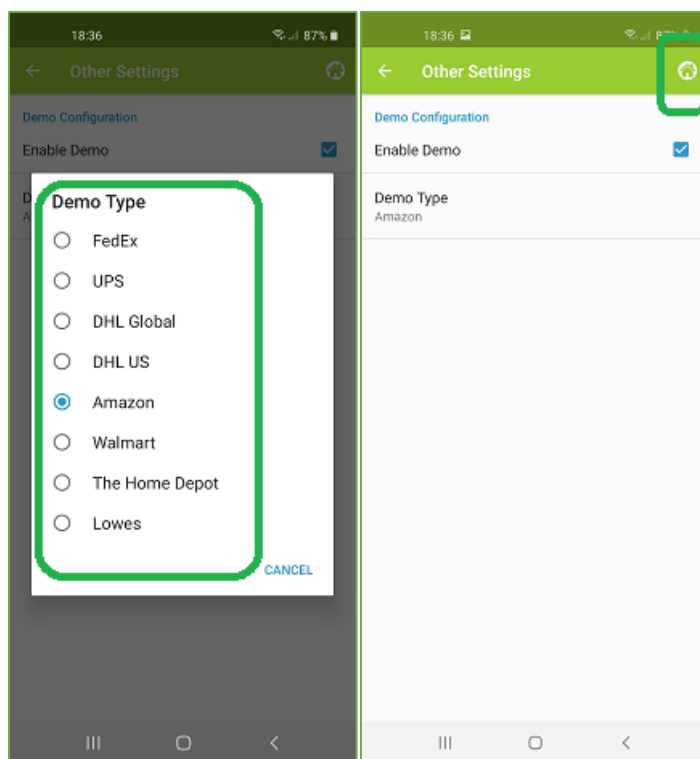 18:36
87%
Other Settings
Demo Configuration
Enable Demo
Demo Type
FedEx
UPS
DHL Global
DHL US
Amazon
Walmart
The Home Depot
Lowes
CANCEL
18:36
Other Settings
Demo Configuration
Enable Demo
Demo Type
Amazon